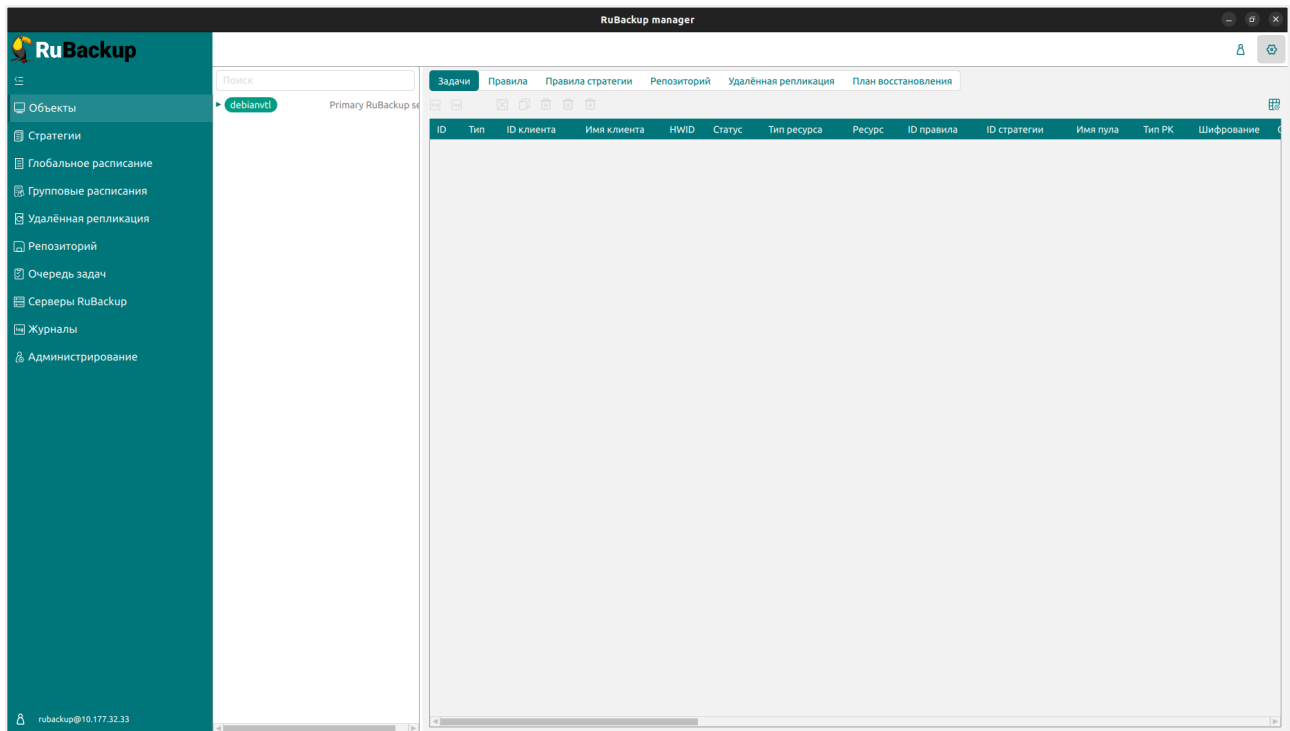 RuBackup manager
RuBackup
Поиск
Задачи Правила Правила стратегии Репозиторий Удалённая репликация План восстановления
Объекты
debianvtl Primary RuBackup se
ID Тип ID клиента Имя клиента HWID Статус Тип ресурса Ресурс ID правила ID стратегии Имя пула Тип РК Шифрование
Стратегии
Глобальное расписание
Групповые расписания
Удалённая репликация
Репозиторий
Очередь задач
Серверы RuBackup
Журналы
Администрирование
rubackup@10.177.32.33